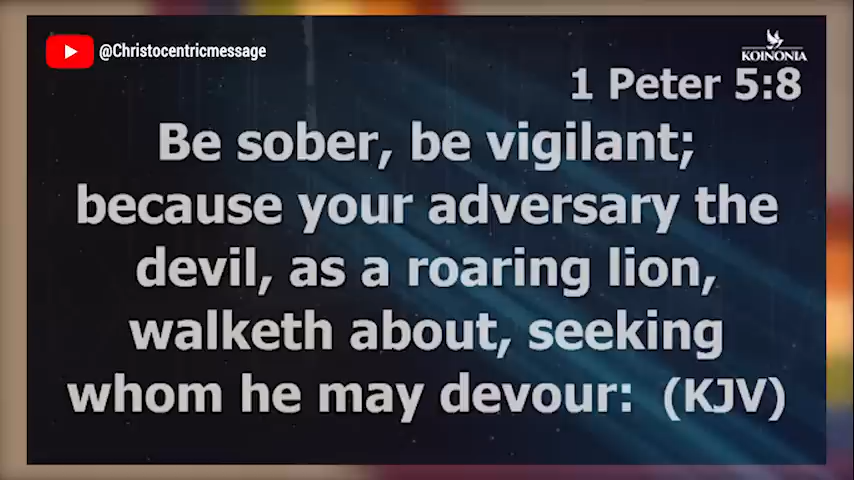 @Christocentricmessage
KOINONIA
1 Peter 5:8
Be sober, be vigilant;
because your adversary the
devil, as a roaring lion,
walketh about, seeking
whom he may devour: (KJV)